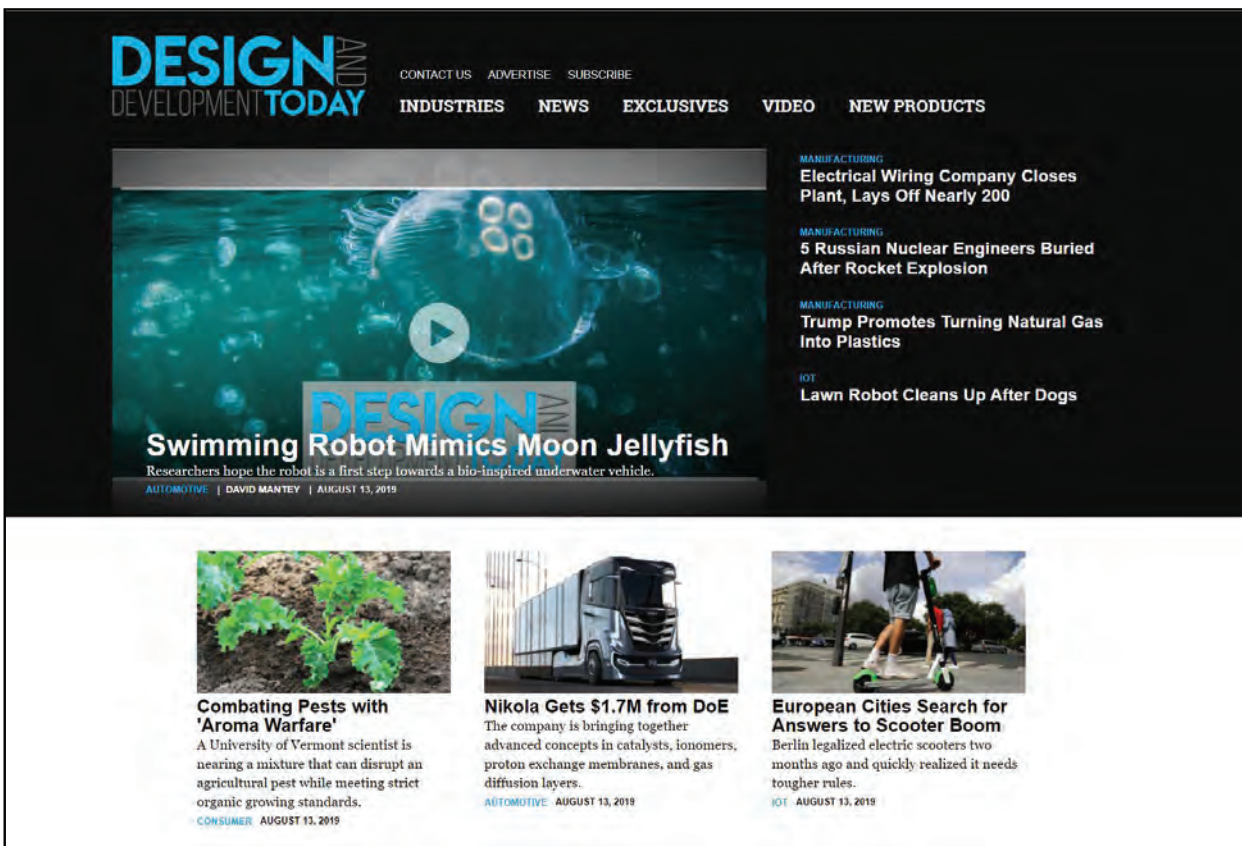 DESIGN AND
DEVELOPMENT TODAY
CONTACT US ADVERTISE SUBSCRIBE
INDUSTRIES NEWS EXCLUSIVES VIDEO NEW PRODUCTS
DESIGN AND
DEVELOPMENT TODAY
Swimming Robot Mimics Moon Jellyfish
Researchers hope the robot is a first step towards a bio-inspired underwater vehicle.
AUTOMOTIVE | DAVID MANTEY | AUGUST 13, 2019
MANUFACTURING
Electrical Wiring Company Closes
Plant, Lays Off Nearly 200
MANUFACTURING
5 Russian Nuclear Engineers Buried
After Rocket Explosion
MANUFACTURING
Trump Promotes Turning Natural Gas
Into Plastics
IOT
Lawn Robot Cleans Up After Dogs
Combating Pests with
'Aroma Warfare'
A University of Vermont scientist is
nearing a mixture that can disrupt an
agricultural pest while meeting strict
organic growing standards.
CONSUMER AUGUST 13, 2019
Nikola Gets $1.7M from DoE
The company is bringing together
advanced concepts in catalysts, ionomers,
proton exchange membranes, and gas
diffusion layers.
AUTOMOTIVE AUGUST 13, 2019
European Cities Search for
Answers to Scooter Boom
Berlin legalized electric scooters two
months ago and quickly realized it needs
tougher rules.
IOT AUGUST 13, 2019